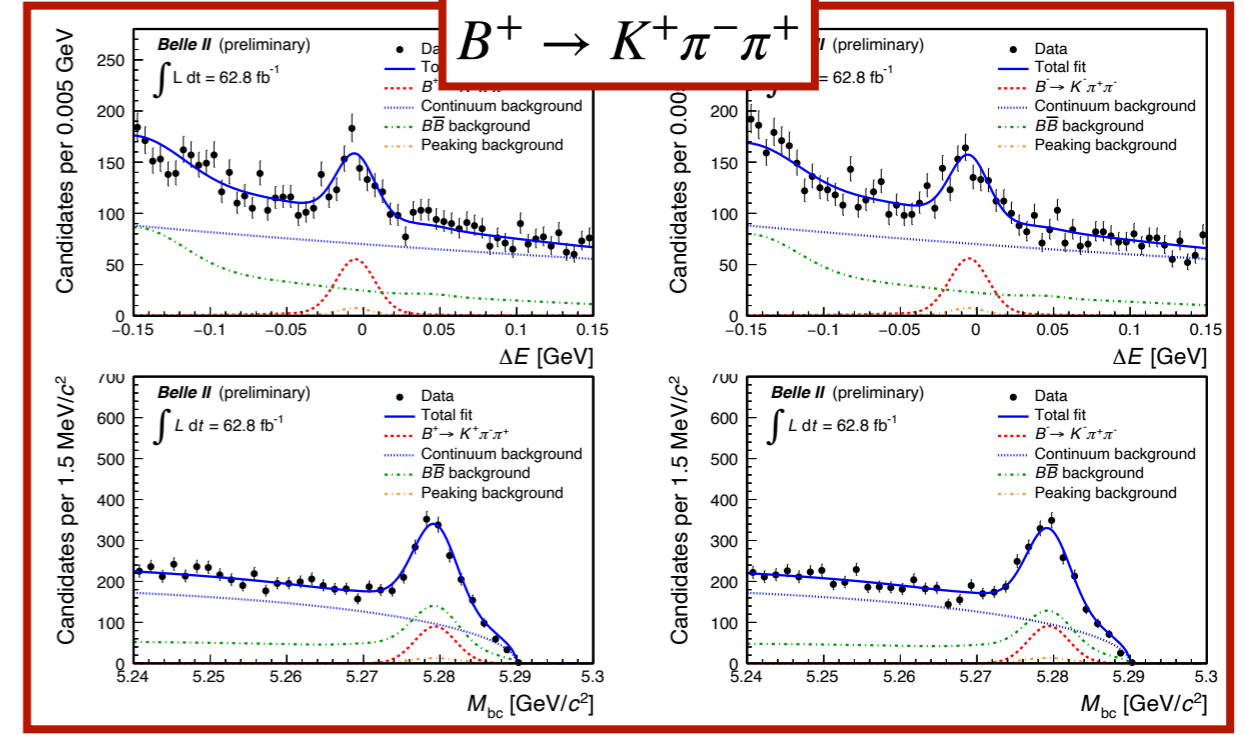 B⁺ → K⁺π⁻π⁺
Candidates per 0.005 GeV
Belle II (preliminary)
∫ L dt = 62.8 fb⁻¹
Data
Continuum background
BB̅ background
Peaking background
250
200
150
100
50
0
−0.15 −0.1 −0.05 0 0.05 0.1 0.15
ΔE [GeV]
Candidates per
(preliminary)
= 62.8 fb⁻¹
Data
Total fit
B⁻→ K⁻π⁺π⁻
Continuum background
BB̅ background
Peaking background
200
150
100
50
0
−0.15 −0.1 −0.05 0 0.05 0.1 0.15
ΔE [GeV]
Candidates per 1.5 MeV/c²
Belle II (preliminary)
∫ L dt = 62.8 fb⁻¹
Data
Total fit
B⁺→ K⁺π⁻π⁺
Continuum background
BB̅ background
Peaking background
700
600
500
400
300
200
100
0
5.24 5.25 5.26 5.27 5.28 5.29 5.3
M_bc [GeV/c²]
Candidates per 1.5 MeV/c²
Belle II (preliminary)
∫ L dt = 62.8 fb⁻¹
Data
Total fit
B⁻→ K⁻π⁺π⁻
Continuum background
BB̅ background
Peaking background
700
600
500
400
300
200
100
0
5.24 5.25 5.26 5.27 5.28 5.29 5.3
M_bc [GeV/c²]